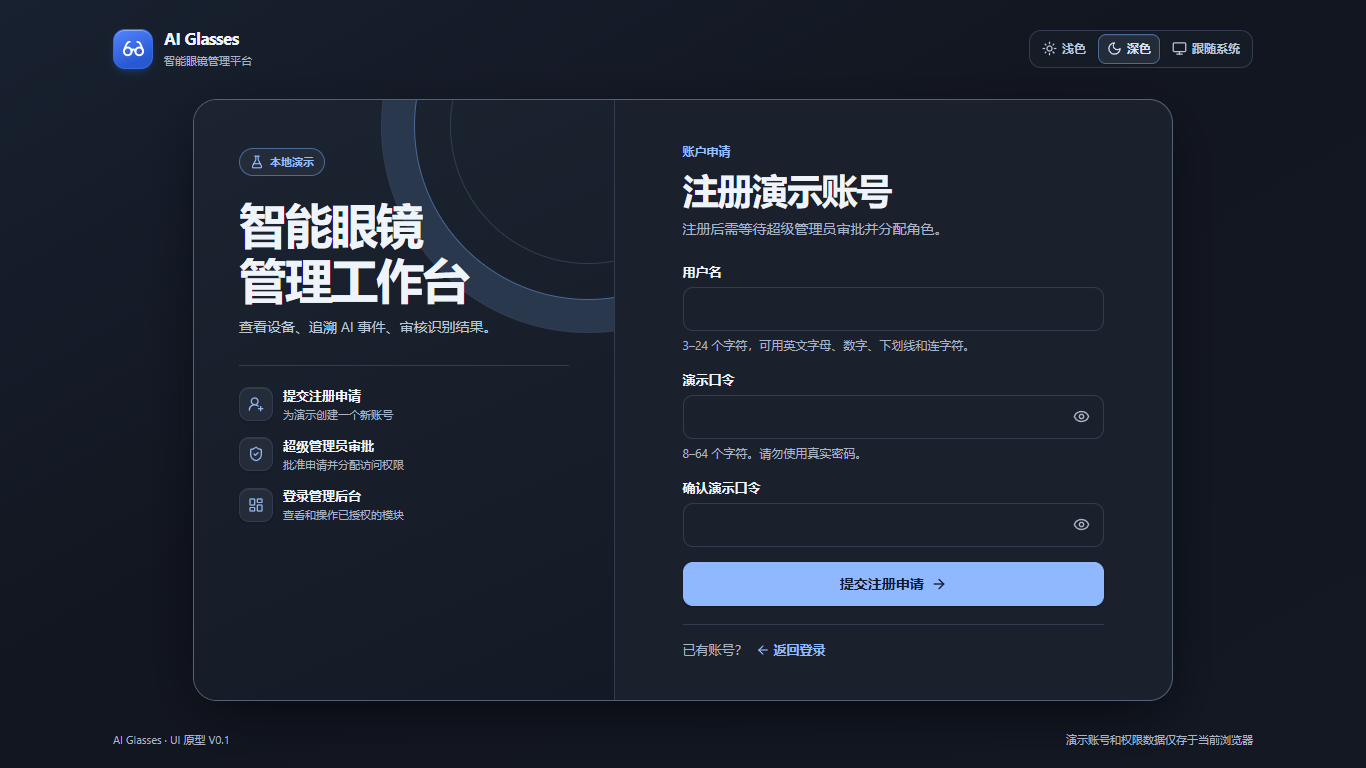 AI Glasses
智能眼镜管理平台
浅色
深色
跟随系统
本地演示
智能眼镜
管理工作台
查看设备、追溯 AI 事件、审核识别结果。
提交注册申请
为演示创建一个新账号
超级管理员审批
批准申请并分配访问权限
登录管理后台
查看和操作已授权的模块
账户申请
注册演示账号
注册后需等待超级管理员审批并分配角色。
用户名
3–24 个字符，可用英文字母、数字、下划线和连字符。
演示口令
8–64 个字符。请勿使用真实密码。
确认演示口令
提交注册申请 →
已有账号？ ← 返回登录
AI Glasses · UI 原型 V0.1
演示账号和权限数据仅存于当前浏览器